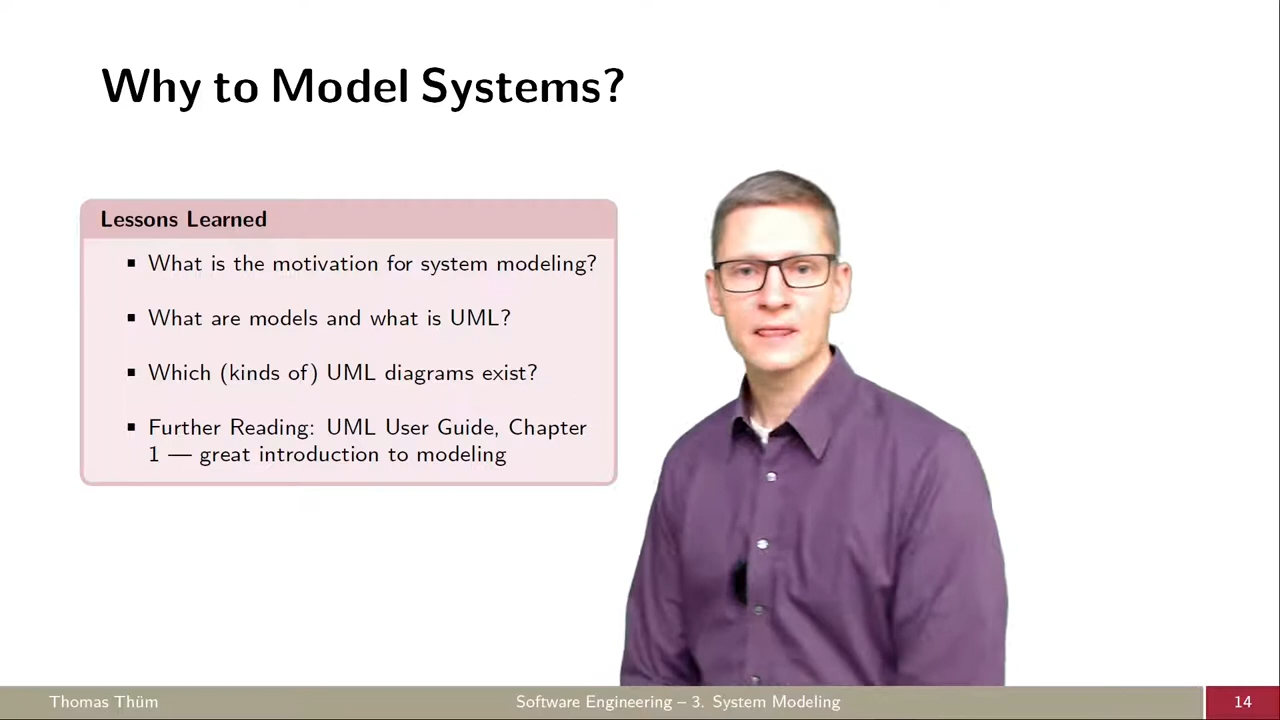 Why to Model Systems?
Lessons Learned
▪ What is the motivation for system modeling?
▪ What are models and what is UML?
▪ Which (kinds of) UML diagrams exist?
▪ Further Reading: UML User Guide, Chapter
1 — great introduction to modeling
Thomas Thüm
Software Engineering – 3. System Modeling
14